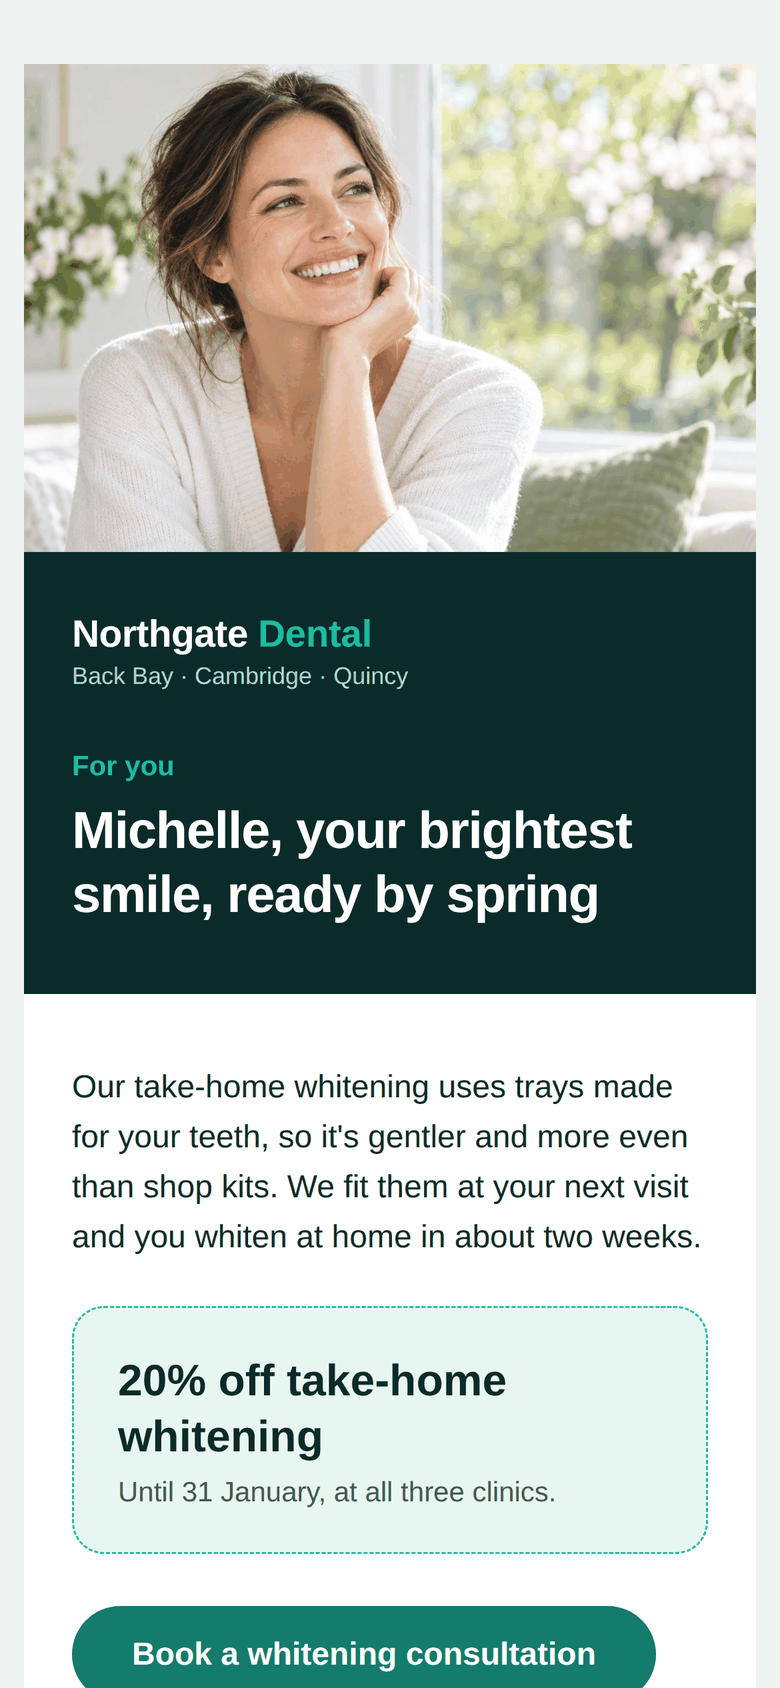 Northgate Dental
Back Bay · Cambridge · Quincy
For you
Michelle, your brightest
smile, ready by spring
Our take-home whitening uses trays made
for your teeth, so it's gentler and more even
than shop kits. We fit them at your next visit
and you whiten at home in about two weeks.
20% off take-home
whitening
Until 31 January, at all three clinics.
Book a whitening consultation